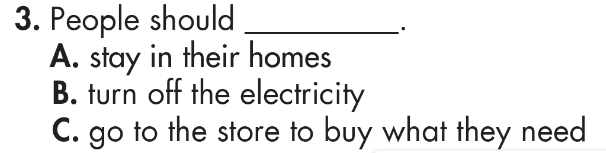 3. People should __________.
A. stay in their homes
B. turn off the electricity
C. go to the store to buy what they need